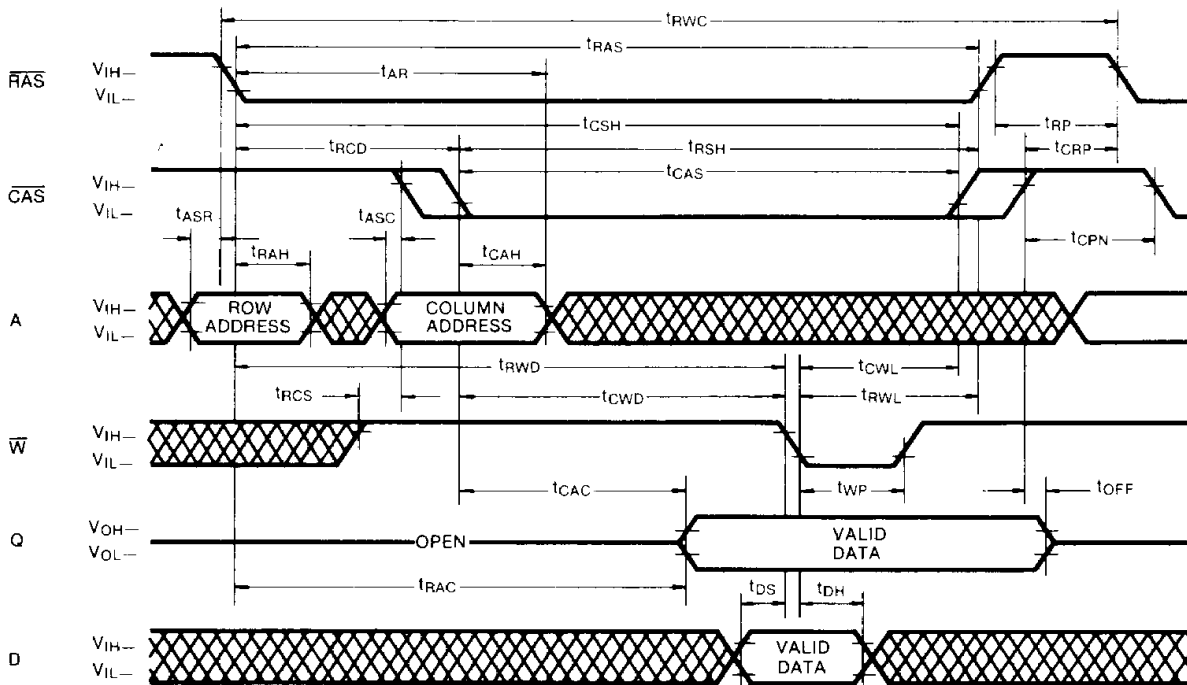 tRWC
tRAS
tAR
RAS
VIH—
VIL—
tCSH
tRP
tRCD
tRSH
tCRP
CAS
VIH—
VIL—
tCAS
tASR
tASC
tCPN
tRAH
tCAH
A
VIH—
VIL—
ROW
ADDRESS
COLUMN
ADDRESS
tRWD
tCWL
tRCS
tCWD
tRWL
W
VIH—
VIL—
tCAC
tWP
tOFF
Q
VOH—
VOL—
OPEN
VALID
DATA
tRAC
tDS
tDH
D
VIH—
VIL—
VALID
DATA